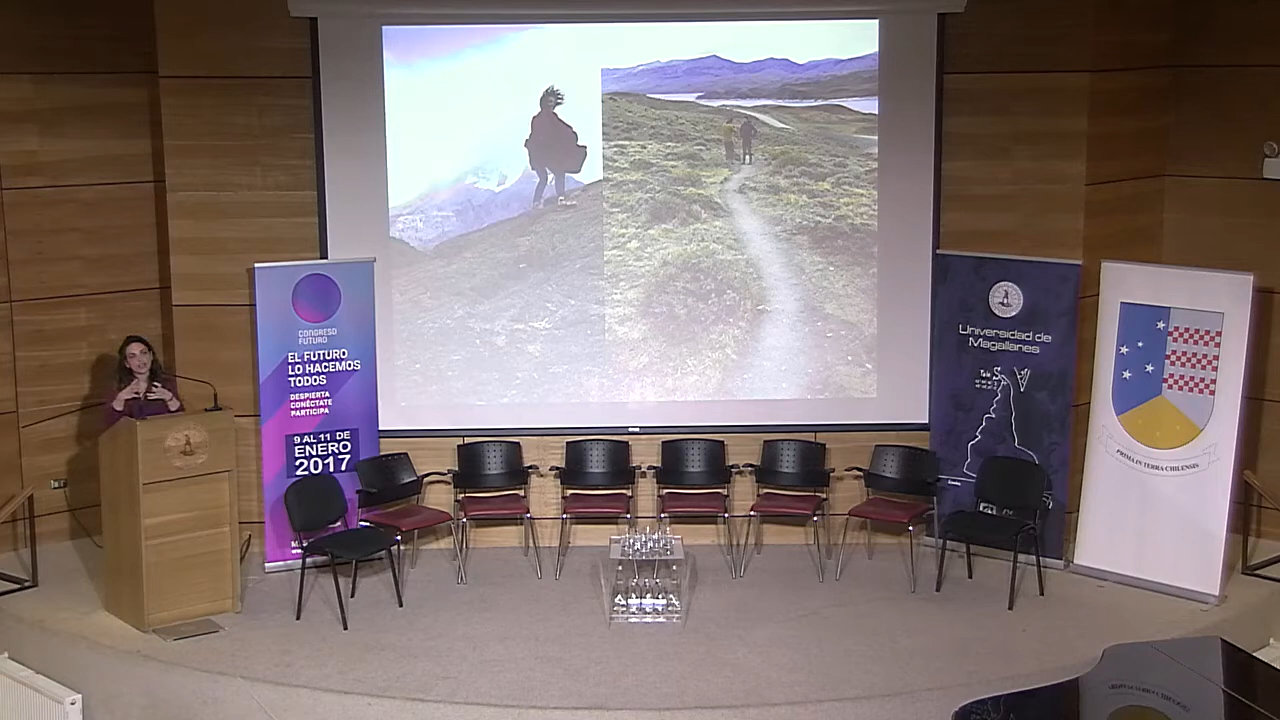 CONGRESO
FUTURO
EL FUTURO
LO HACEMOS
TODOS
DESPIERTA
CONÉCTATE
PARTICIPA
9 AL 11 DE
ENERO
2017
Universidad de
Magallanes
PRIMA IN TERRA CHILENSIS